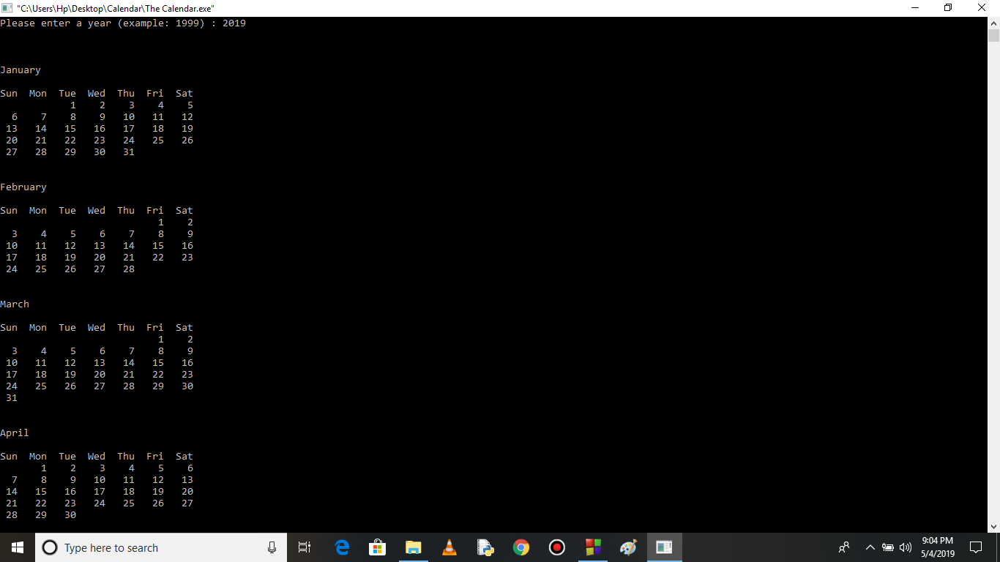 "C:\Users\Hp\Desktop\Calendar\The Calendar.exe"
Please enter a year (example: 1999) : 2019
January
Sun  Mon  Tue  Wed  Thu  Fri  Sat
            1    2    3    4    5
  6    7    8    9   10   11   12
 13   14   15   16   17   18   19
 20   21   22   23   24   25   26
 27   28   29   30   31
February
Sun  Mon  Tue  Wed  Thu  Fri  Sat
                           1    2
  3    4    5    6    7    8    9
 10   11   12   13   14   15   16
 17   18   19   20   21   22   23
 24   25   26   27   28
March
Sun  Mon  Tue  Wed  Thu  Fri  Sat
                           1    2
  3    4    5    6    7    8    9
 10   11   12   13   14   15   16
 17   18   19   20   21   22   23
 24   25   26   27   28   29   30
 31
April
Sun  Mon  Tue  Wed  Thu  Fri  Sat
       1    2    3    4    5    6
  7    8    9   10   11   12   13
 14   15   16   17   18   19   20
 21   22   23   24   25   26   27
 28   29   30
Type here to search
9:04 PM
5/4/2019